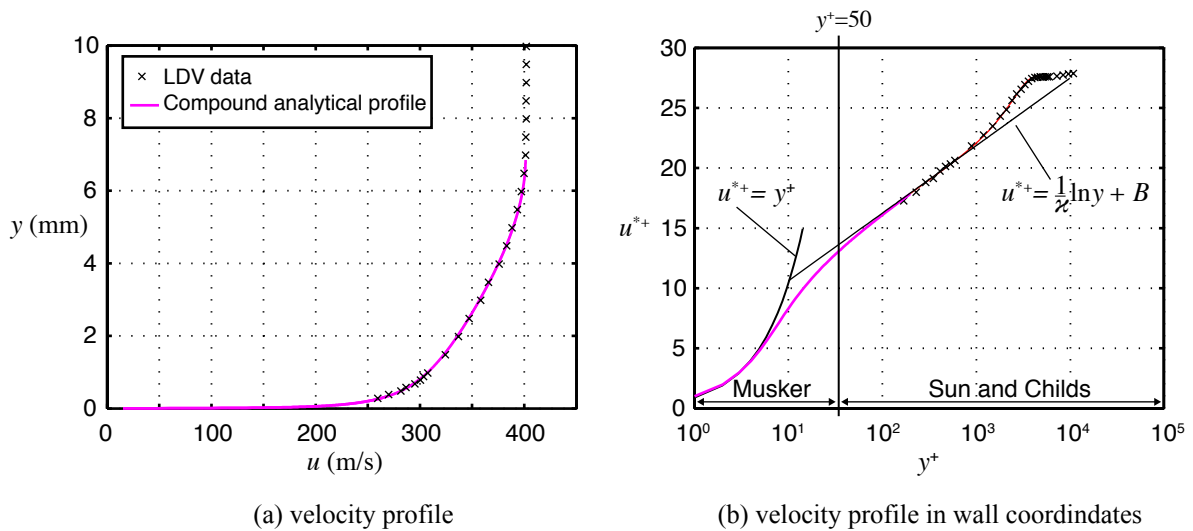 10
8
6
y (mm)
4
2
0
0
100
200
300
400
u (m/s)
× LDV data
Compound analytical profile
(a) velocity profile
y⁺=50
30
25
20
u*⁺
15
10
5
0
u*⁺= y⁺
u*⁺= 1/ϰ ln y + B
Musker
Sun and Childs
10⁰
10¹
10²
10³
10⁴
10⁵
y⁺
(b) velocity profile in wall coordindates